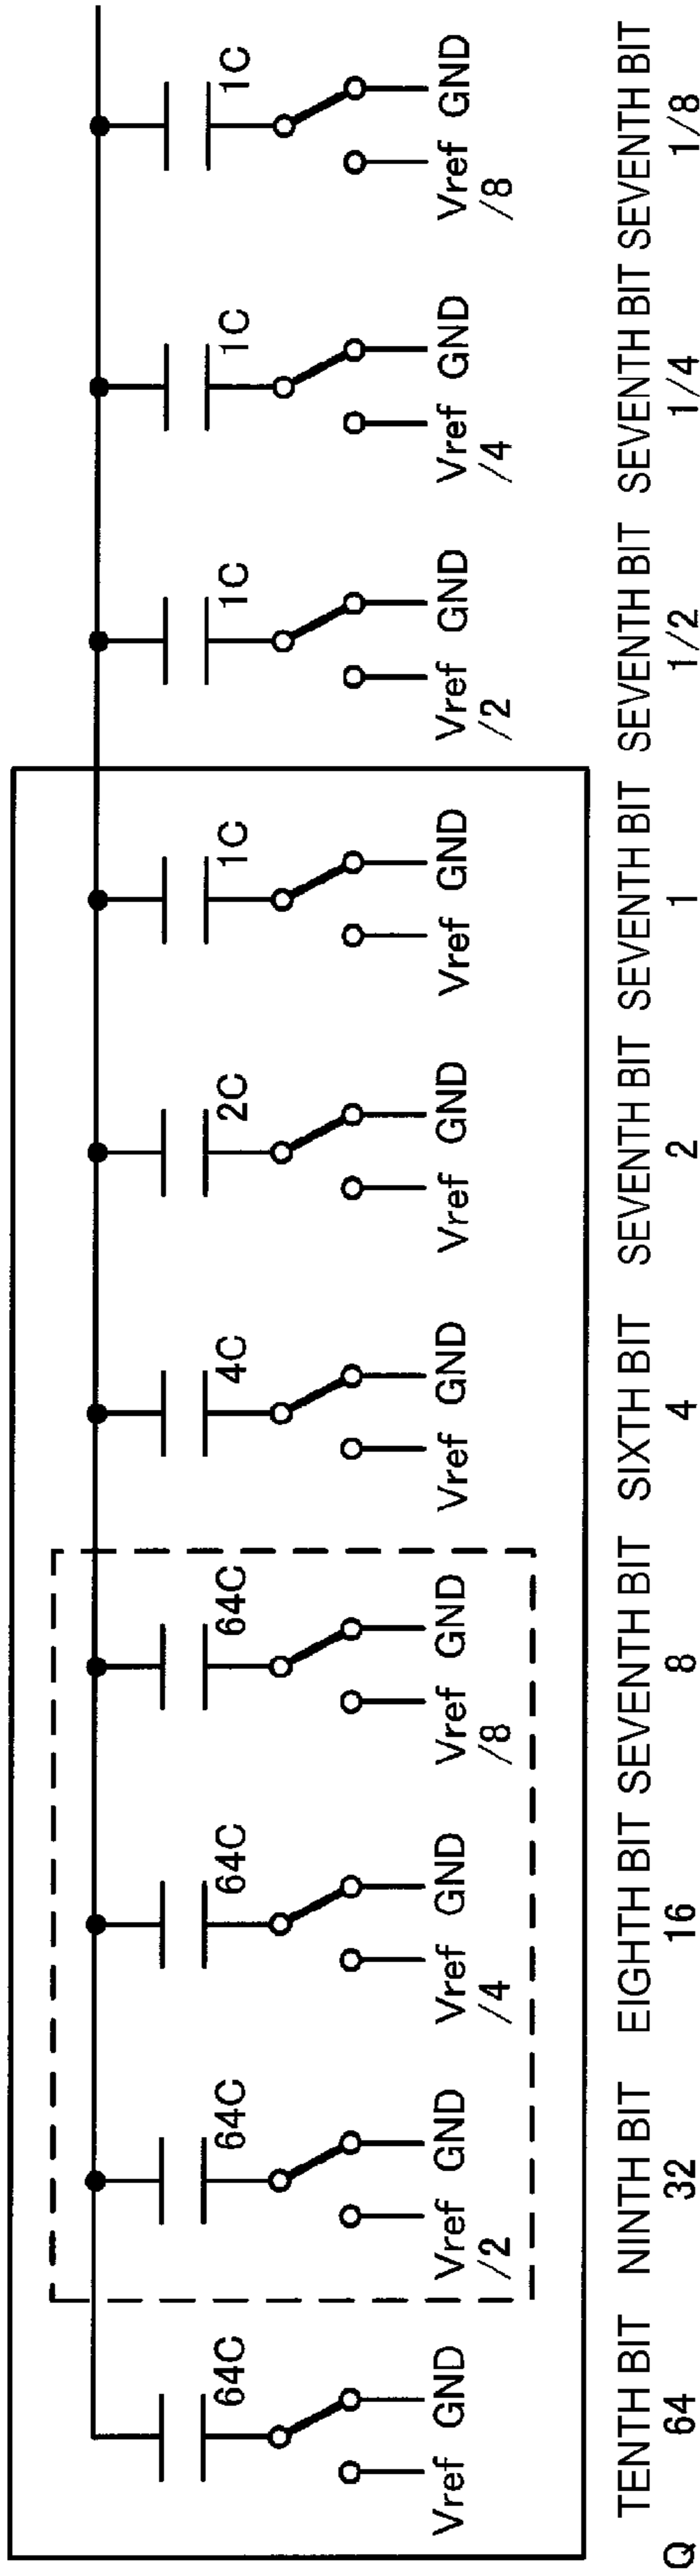 64C 64C 64C 64C 4C 2C 1C 1C 1C 1C
Vref GND Vref GND Vref GND Vref GND Vref GND Vref GND Vref GND Vref GND Vref GND Vref GND
/2 /4 /8 /2 /4 /8
TENTH BIT NINTH BIT EIGHTH BIT SEVENTH BIT SIXTH BIT SEVENTH BIT SEVENTH BIT SEVENTH BIT SEVENTH BIT SEVENTH BIT
Q 64 32 16 8 4 2 1 1/2 1/4 1/8